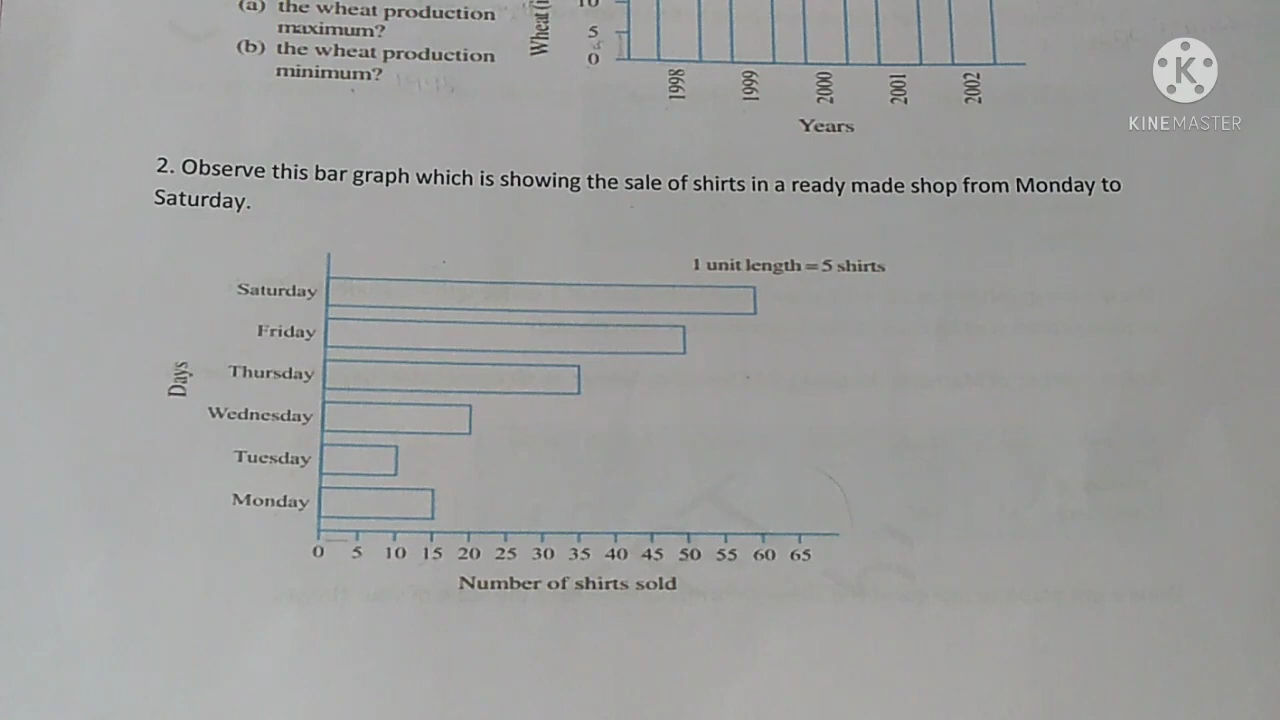 (a) the wheat production
maximum?
(b) the wheat production
minimum?
Wheat
10
5
0
1998
1999
2000
2001
2002
Years
KINEMASTER
2. Observe this bar graph which is showing the sale of shirts in a ready made shop from Monday to
Saturday.
1 unit length = 5 shirts
Saturday
Friday
Thursday
Wednesday
Tuesday
Monday
Days
0 5 10 15 20 25 30 35 40 45 50 55 60 65
Number of shirts sold